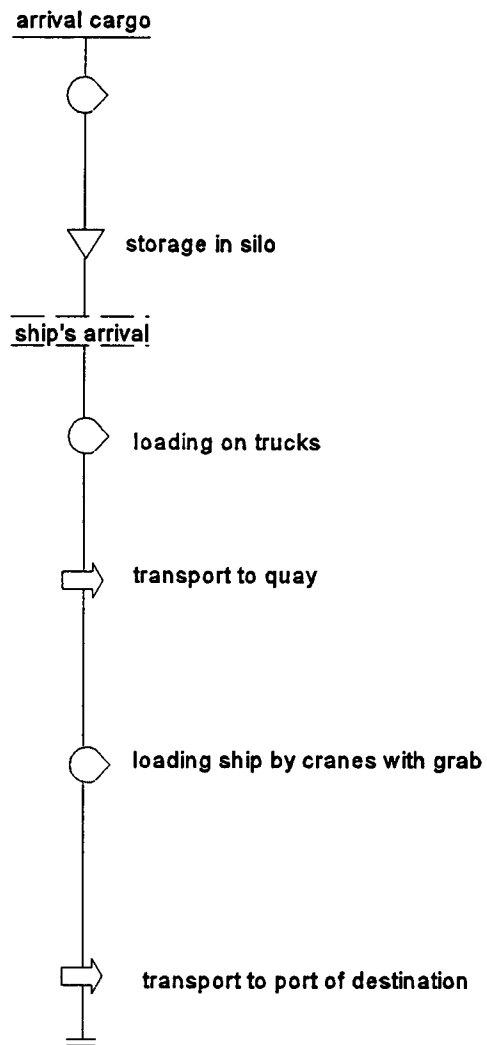 arrival cargo
storage in silo
ship's arrival
loading on trucks
transport to quay
loading ship by cranes with grab
transport to port of destination